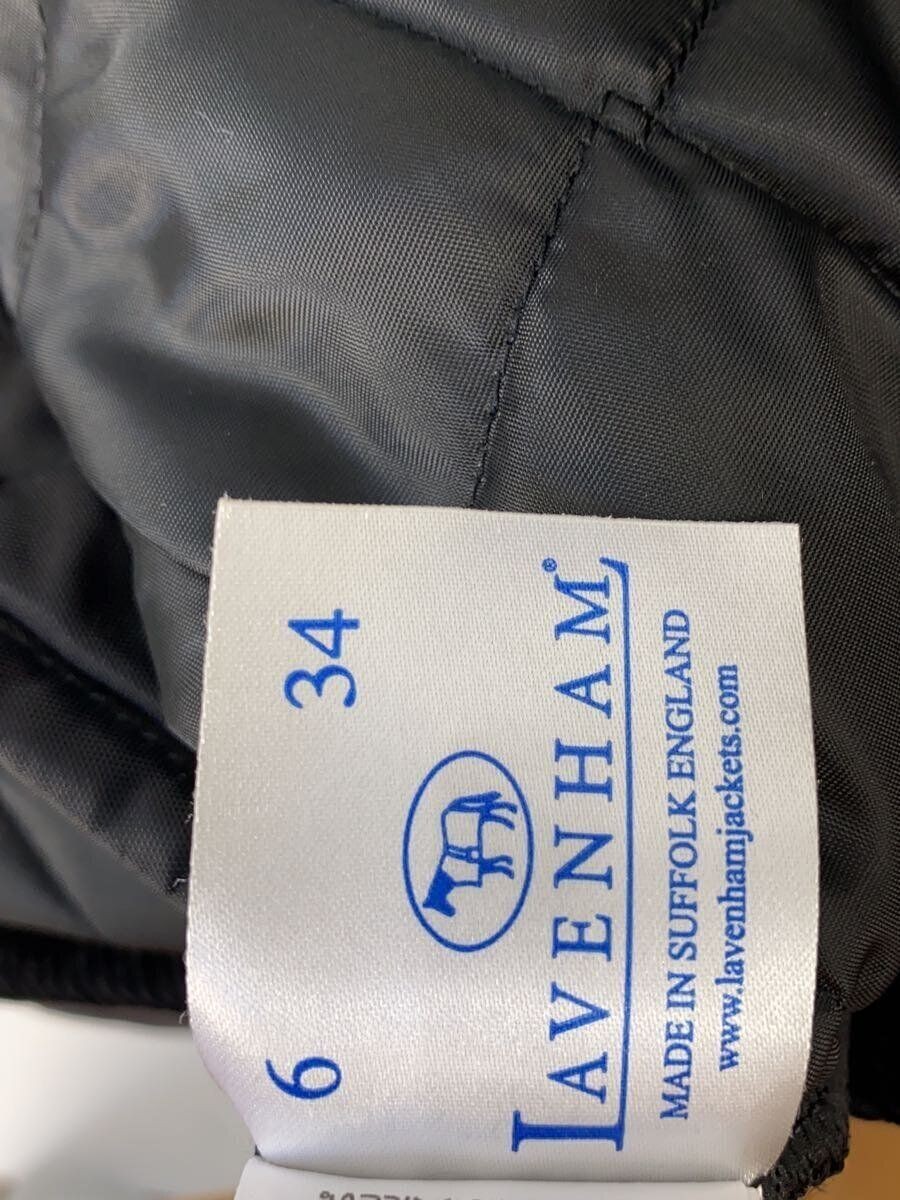 6 34
LAVENHAM®
MADE IN SUFFOLK ENGLAND
www.lavenhamjackets.com